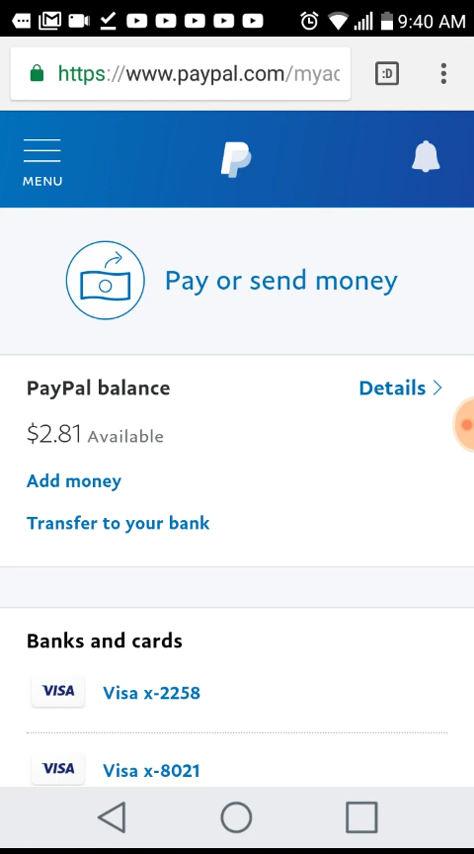 9:40 AM
https://www.paypal.com/myac
:D
MENU
Pay or send money
PayPal balance
Details
$2.81 Available
Add money
Transfer to your bank
Banks and cards
VISA Visa x-2258
VISA Visa x-8021